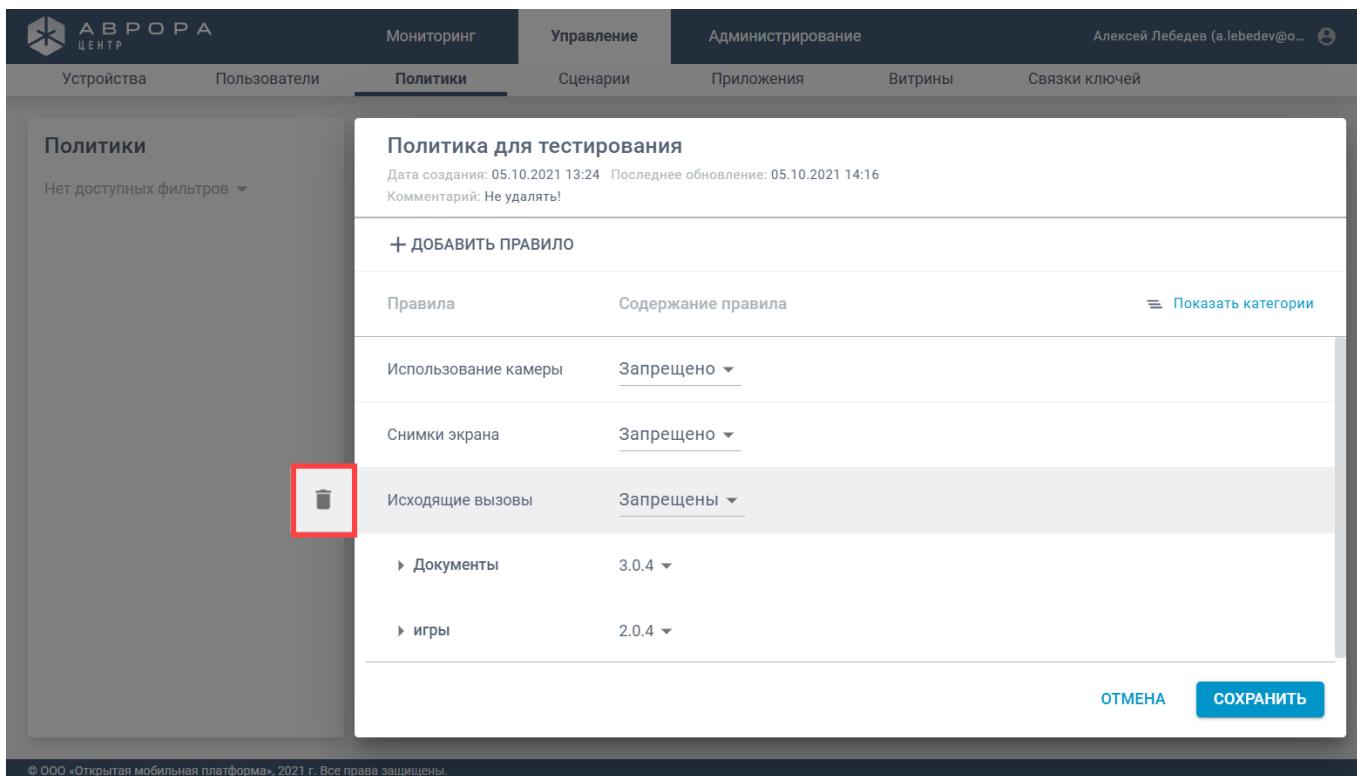 АВРОРА
ЦЕНТР
Мониторинг Управление Администрирование Алексей Лебедев (a.lebedev@o...
Устройства Пользователи Политики Сценарии Приложения Витрины Связки ключей
Политики
Нет доступных фильтров
Политика для тестирования
Дата создания: 05.10.2021 13:24 Последнее обновление: 05.10.2021 14:16
Комментарий: Не удалять!
+ ДОБАВИТЬ ПРАВИЛО
Правила Содержание правила Показать категории
Использование камеры Запрещено
Снимки экрана Запрещено
Исходящие вызовы Запрещены
Документы 3.0.4
игры 2.0.4
ОТМЕНА СОХРАНИТЬ
© ООО «Открытая мобильная платформа», 2021 г. Все права защищены.